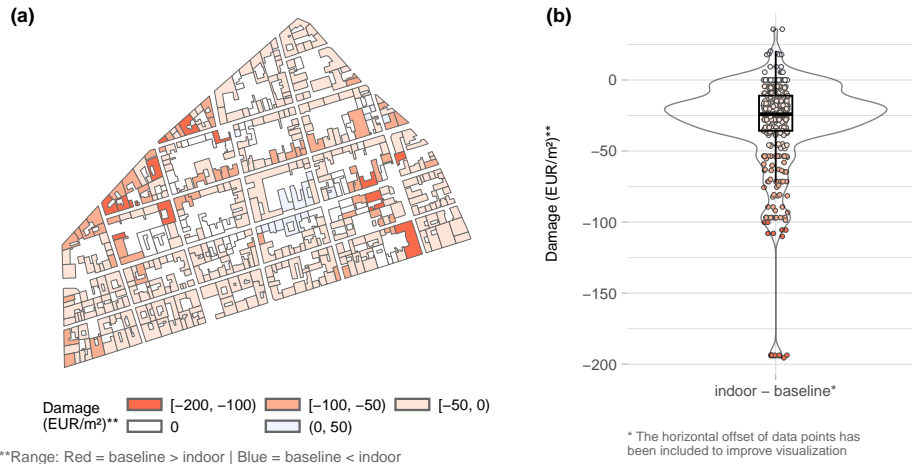 (a)
(b)
Damage (EUR/m²)**
0
−50
−100
−150
−200
indoor − baseline*
Damage
(EUR/m²)**
[−200, −100)
[−100, −50)
[−50, 0)
0
(0, 50)
* The horizontal offset of data points has
been included to improve visualization
**Range: Red = baseline > indoor | Blue = baseline < indoor